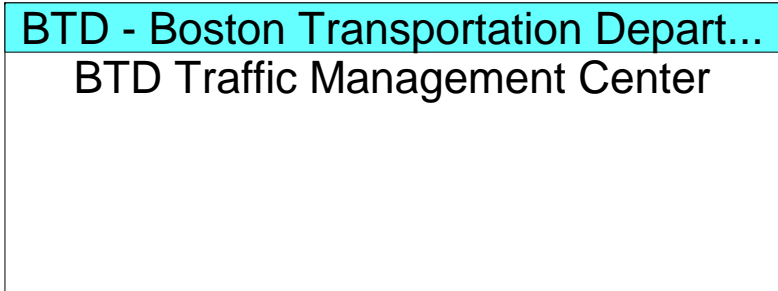 BTD - Boston Transportation Depart...
BTD Traffic Management Center